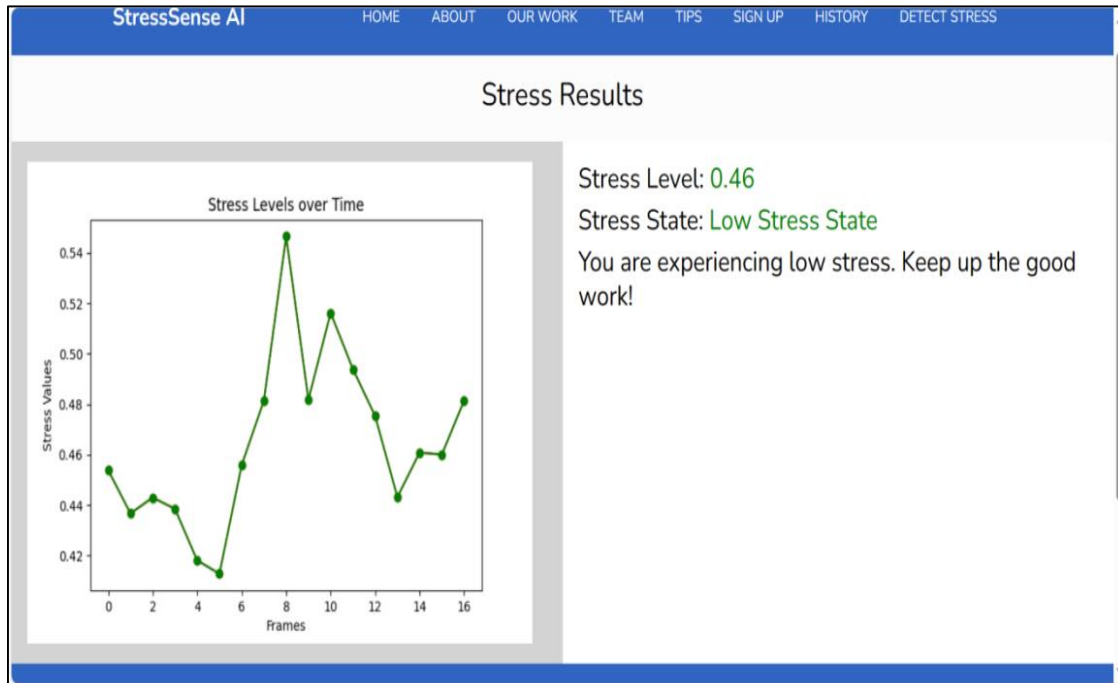 StressSense AI HOME ABOUT OUR WORK TEAM TIPS SIGN UP HISTORY DETECT STRESS
Stress Results
Stress Levels over Time
Stress Values
0.54
0.52
0.50
0.48
0.46
0.44
0.42
0 2 4 6 8 10 12 14 16
Frames
Stress Level: 0.46
Stress State: Low Stress State
You are experiencing low stress. Keep up the good
work!